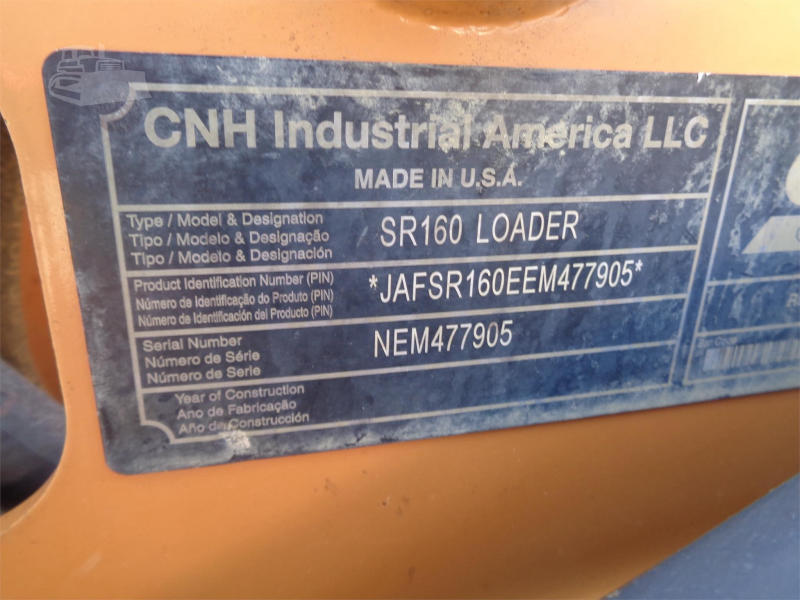 CNH Industrial America LLC
MADE IN U.S.A.
Type / Model & Designation
Tipo / Modelo & Designação
Tipo / Modelo & Designación
SR160 LOADER
Product Identification Number (PIN)
Número de Identificação do Produto (PIN)
Número de Identificación del Producto (PIN)
*JAFSR160EEM477905*
Serial Number
Número de Série
Número de Serie
NEM477905
Year of Construction
Ano de Fabricação
Año de Construcción
Bar Code